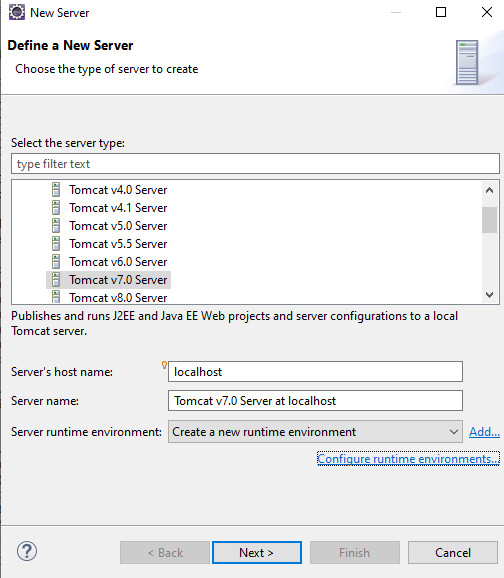 New Server
Define a New Server
Choose the type of server to create
Select the server type:
type filter text
Tomcat v4.0 Server
Tomcat v4.1 Server
Tomcat v5.0 Server
Tomcat v5.5 Server
Tomcat v6.0 Server
Tomcat v7.0 Server
Tomcat v8.0 Server
Publishes and runs J2EE and Java EE Web projects and server configurations to a local
Tomcat server.
Server's host name: localhost
Server name: Tomcat v7.0 Server at localhost
Server runtime environment: Create a new runtime environment Add...
Configure runtime environments...
? < Back Next > Finish Cancel